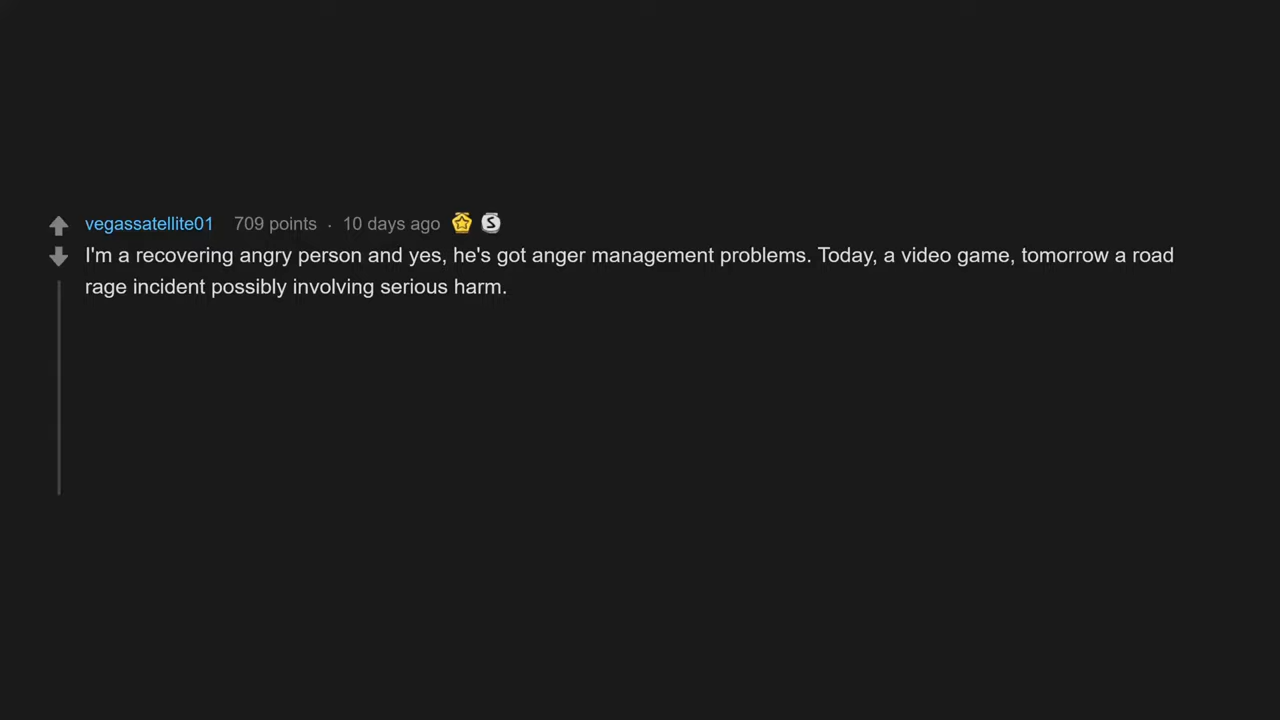 vegassatellite01 709 points · 10 days ago S
I'm a recovering angry person and yes, he's got anger management problems. Today, a video game, tomorrow a road
rage incident possibly involving serious harm.